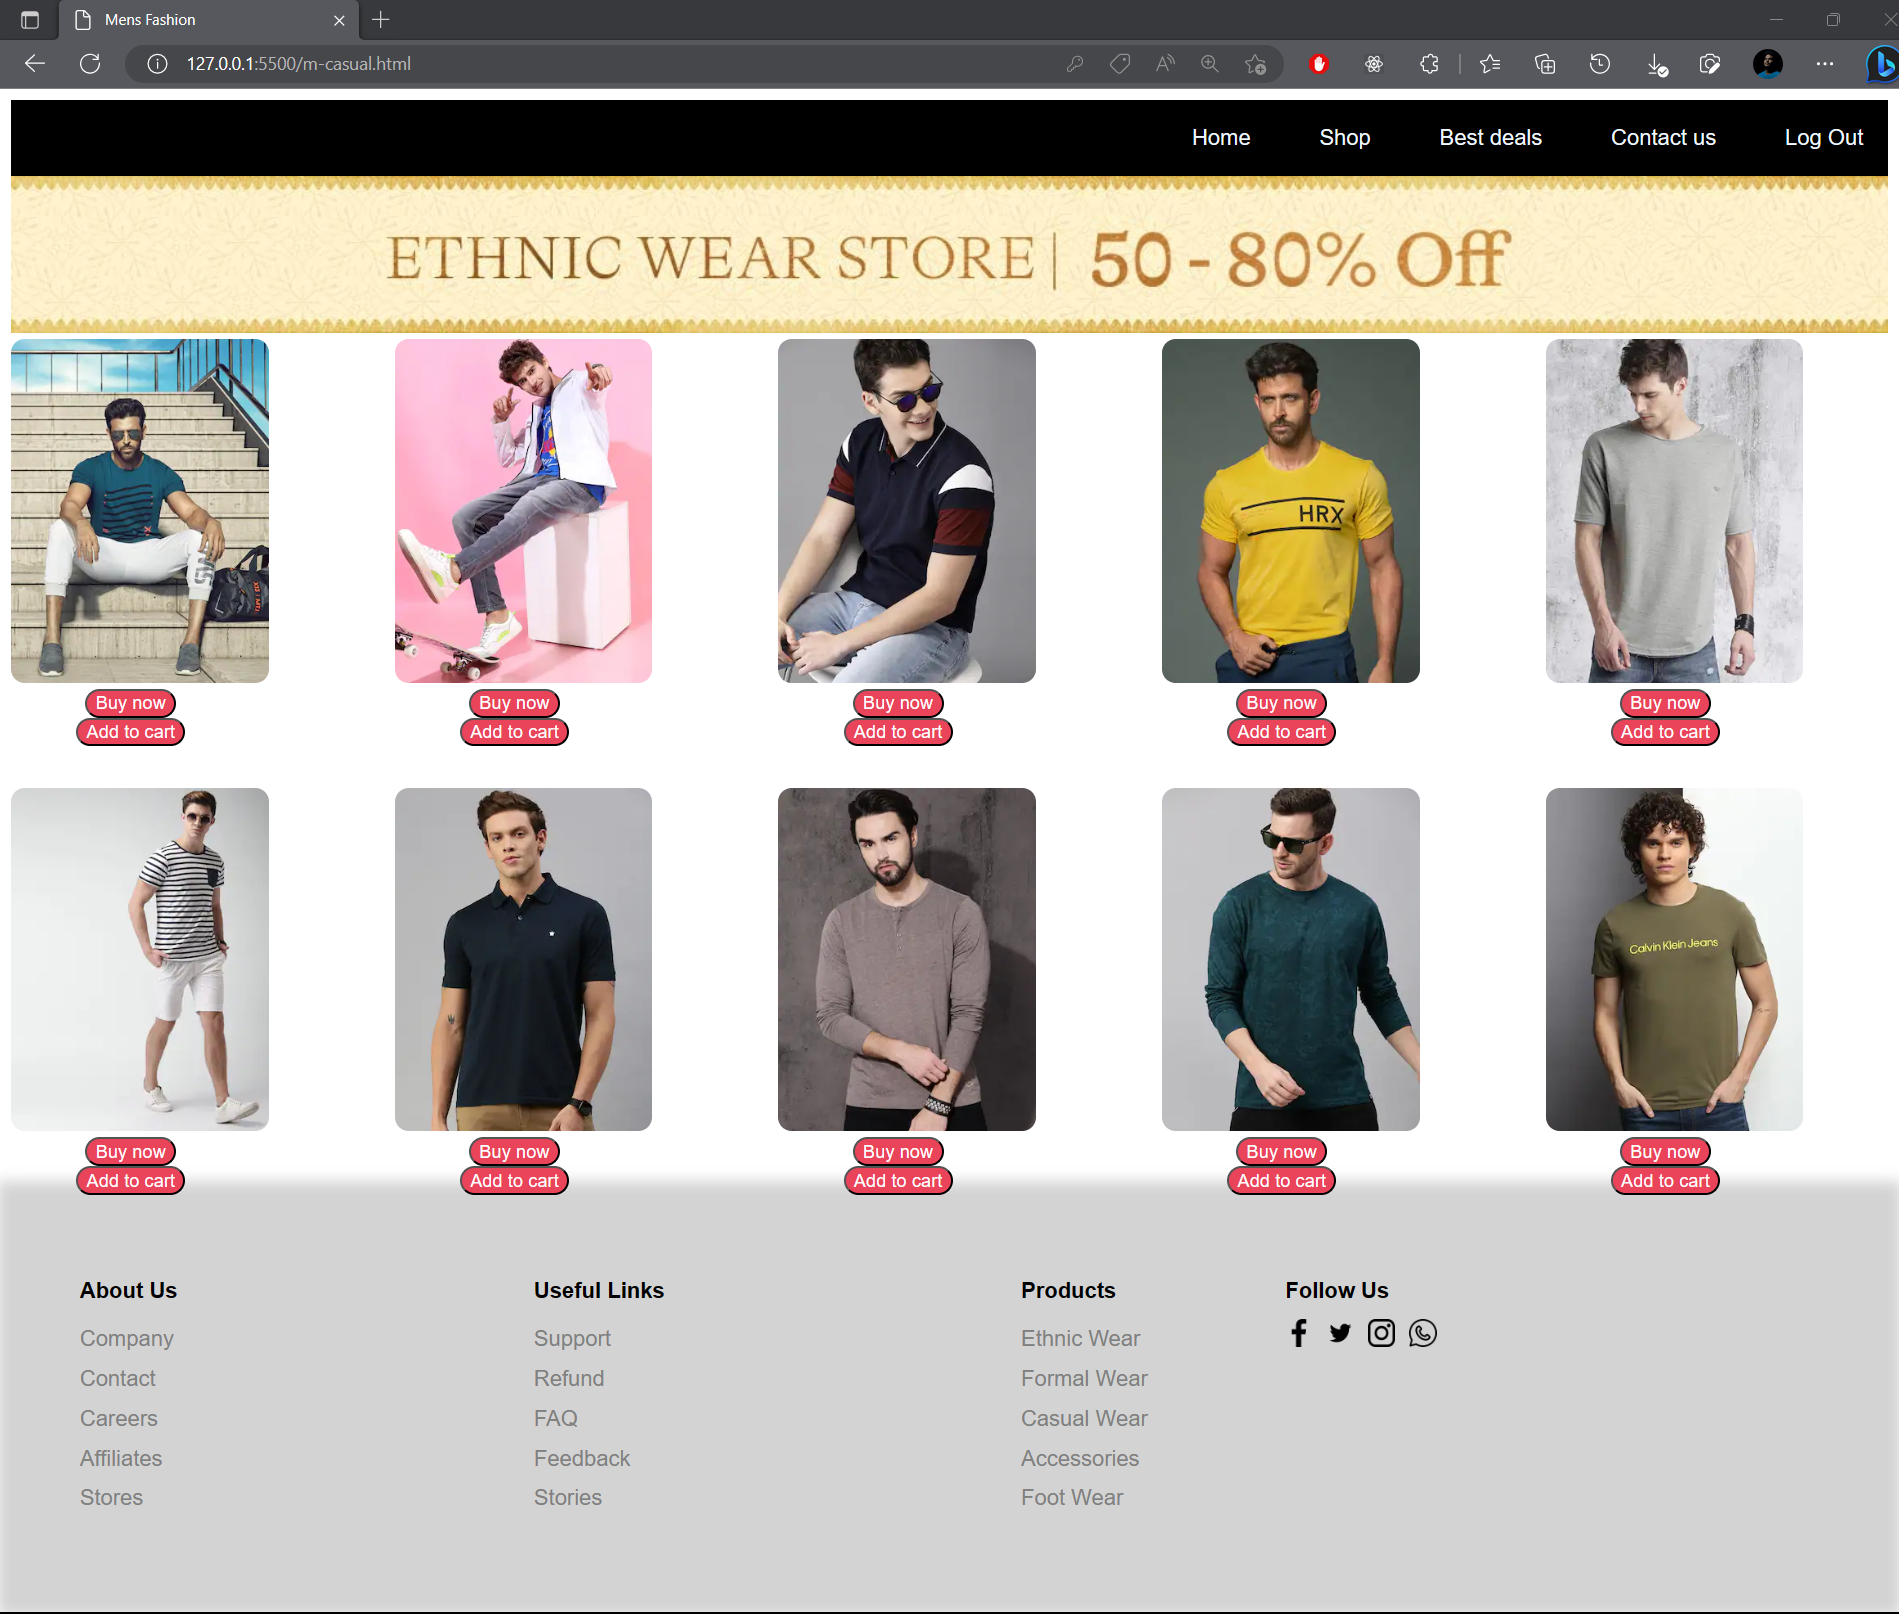 Mens Fashion
127.0.0.1:5500/m-casual.html
Home Shop Best deals Contact us Log Out
ETHNIC WEAR STORE | 50 - 80% Off
HRX
Buy now Buy now Buy now Buy now Buy now
Add to cart Add to cart Add to cart Add to cart Add to cart
Calvin Klein Jeans
Buy now Buy now Buy now Buy now Buy now
Add to cart Add to cart Add to cart Add to cart Add to cart
About Us Useful Links Products Follow Us
Company Support Ethnic Wear
Contact Refund Formal Wear
Careers FAQ Casual Wear
Affiliates Feedback Accessories
Stores Stories Foot Wear